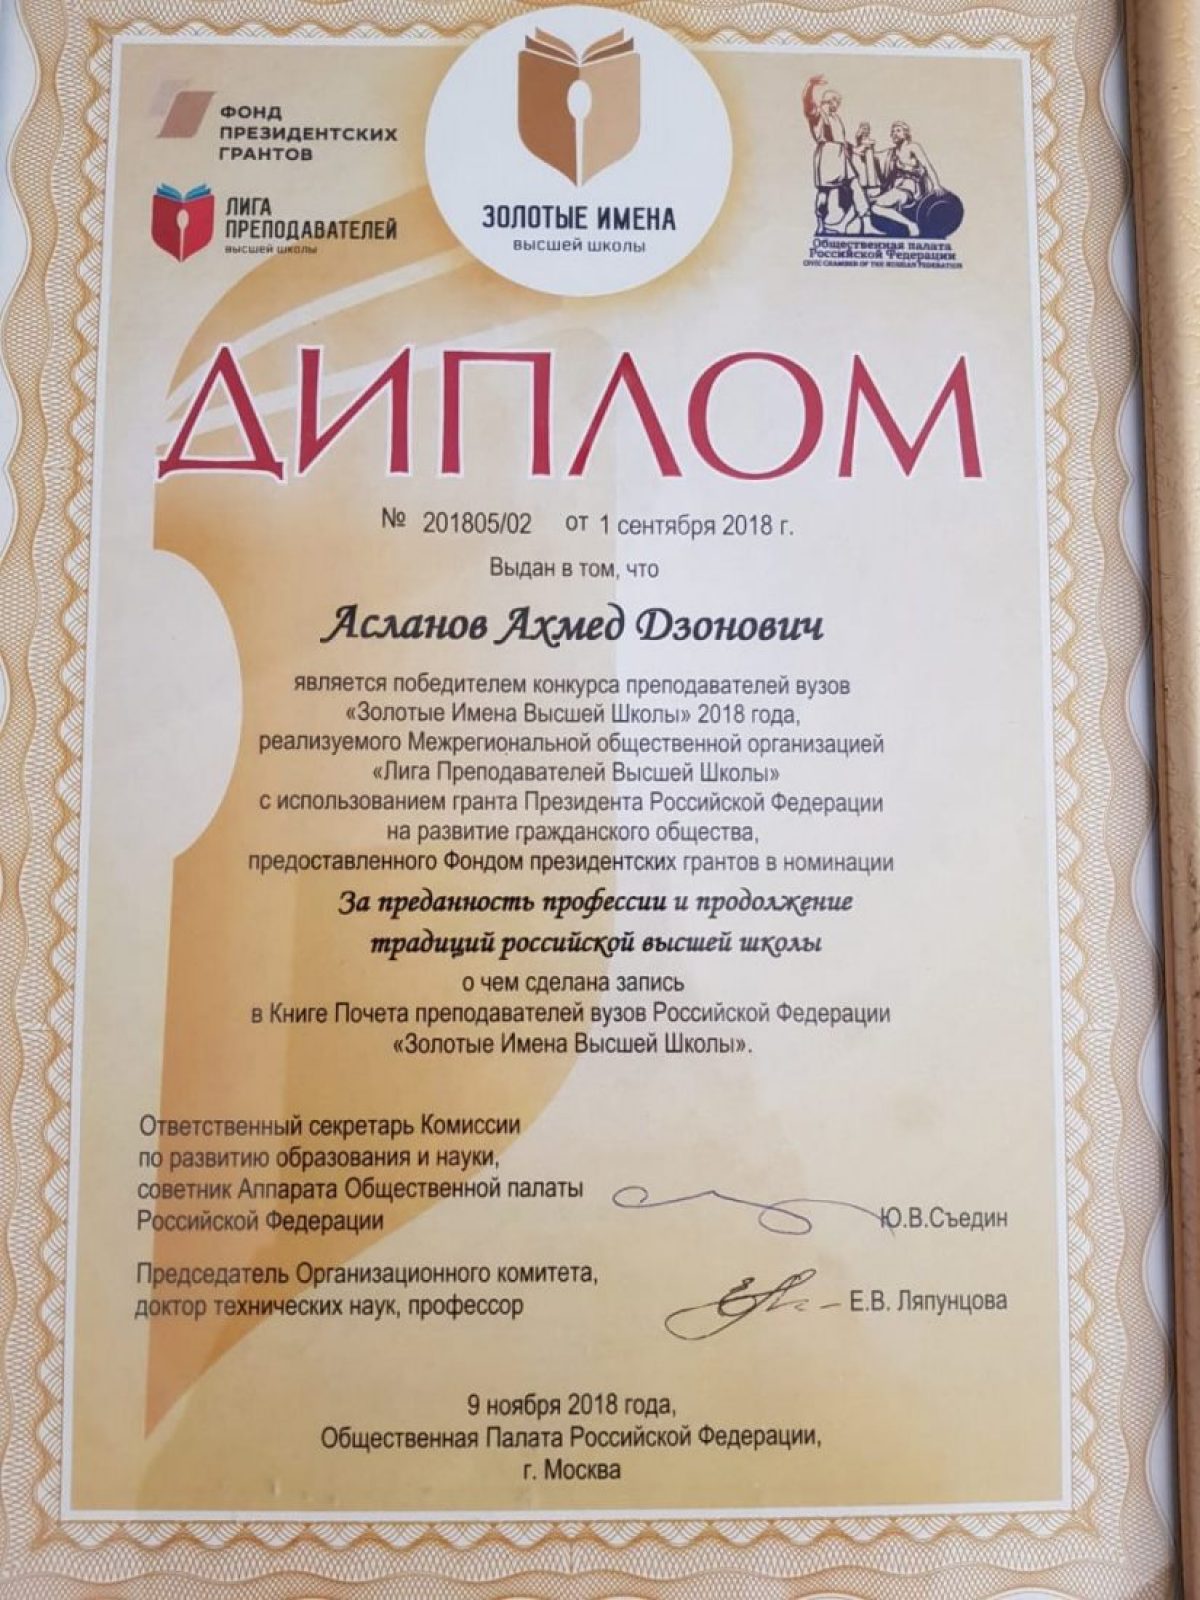 ФОНД
ПРЕЗИДЕНТСКИХ
ГРАНТОВ
ЛИГА
ПРЕПОДАВАТЕЛЕЙ
ВЫСШЕЙ ШКОЛЫ
ЗОЛОТЫЕ ИМЕНА
ВЫСШЕЙ ШКОЛЫ
Общественная палата
Российской Федерации
CIVIC CHAMBER OF THE RUSSIAN FEDERATION
ДИПЛОМ
№ 201805/02 от 1 сентября 2018 г.
Выдан в том, что
Асланов Ахмед Дзонович
является победителем конкурса преподавателей вузов
«Золотые Имена Высшей Школы» 2018 года,
реализуемого Межрегиональной общественной организацией
«Лига Преподавателей Высшей Школы»
с использованием гранта Президента Российской Федерации
на развитие гражданского общества,
предоставленного Фондом президентских грантов в номинации
За преданность профессии и продолжение
традиций российской высшей школы
о чем сделана запись
в Книге Почета преподавателей вузов Российской Федерации
«Золотые Имена Высшей Школы».
Ответственный секретарь Комиссии
по развитию образования и науки,
советник Аппарата Общественной палаты
Российской Федерации
Ю.В.Съедин
Председатель Организационного комитета,
доктор технических наук, профессор
Е.В. Ляпунцова
9 ноября 2018 года,
Общественная Палата Российской Федерации,
г. Москва